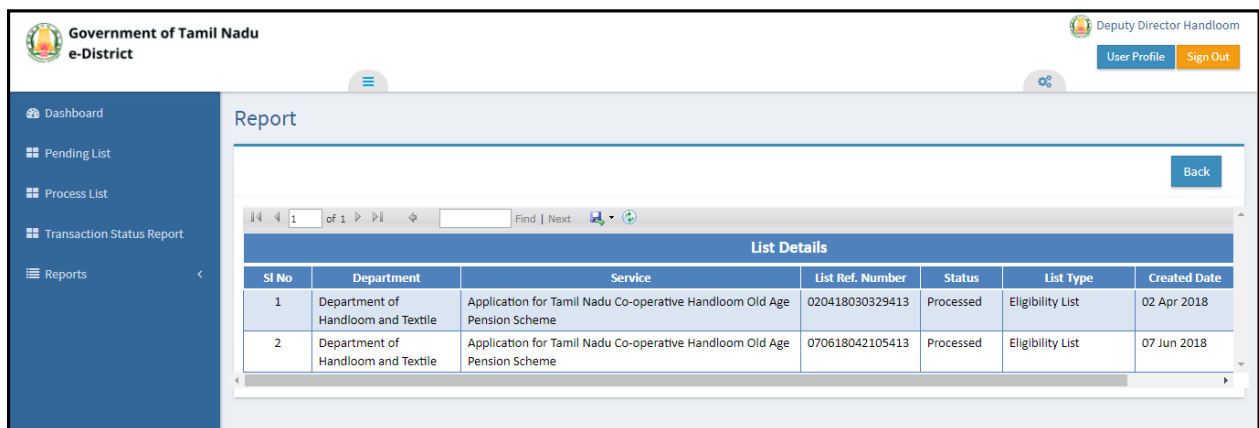 Government of Tamil Nadu
e-District
Deputy Director Handloom
User Profile
Sign Out
Dashboard
Pending List
Process List
Transaction Status Report
Reports
Report
Back
1 of 1 Find | Next
List Details
Sl No Department Service List Ref. Number Status List Type Created Date
1 Department of Application for Tamil Nadu Co-operative Handloom Old Age 020418030329413 Processed Eligibility List 02 Apr 2018
Handloom and Textile Pension Scheme
2 Department of Application for Tamil Nadu Co-operative Handloom Old Age 070618042105413 Processed Eligibility List 07 Jun 2018
Handloom and Textile Pension Scheme